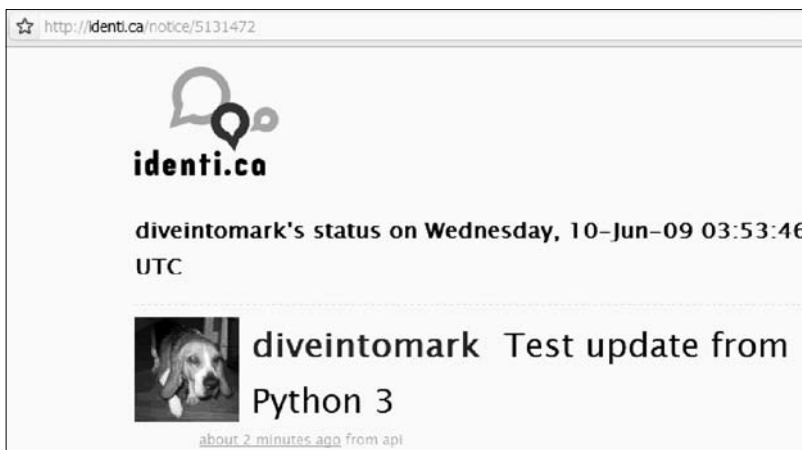 http://identi.ca/notice/5131472
identi.ca
diveintomark's status on Wednesday, 10-Jun-09 03:53:46
UTC
diveintomark Test update from
Python 3
about 2 minutes ago from api